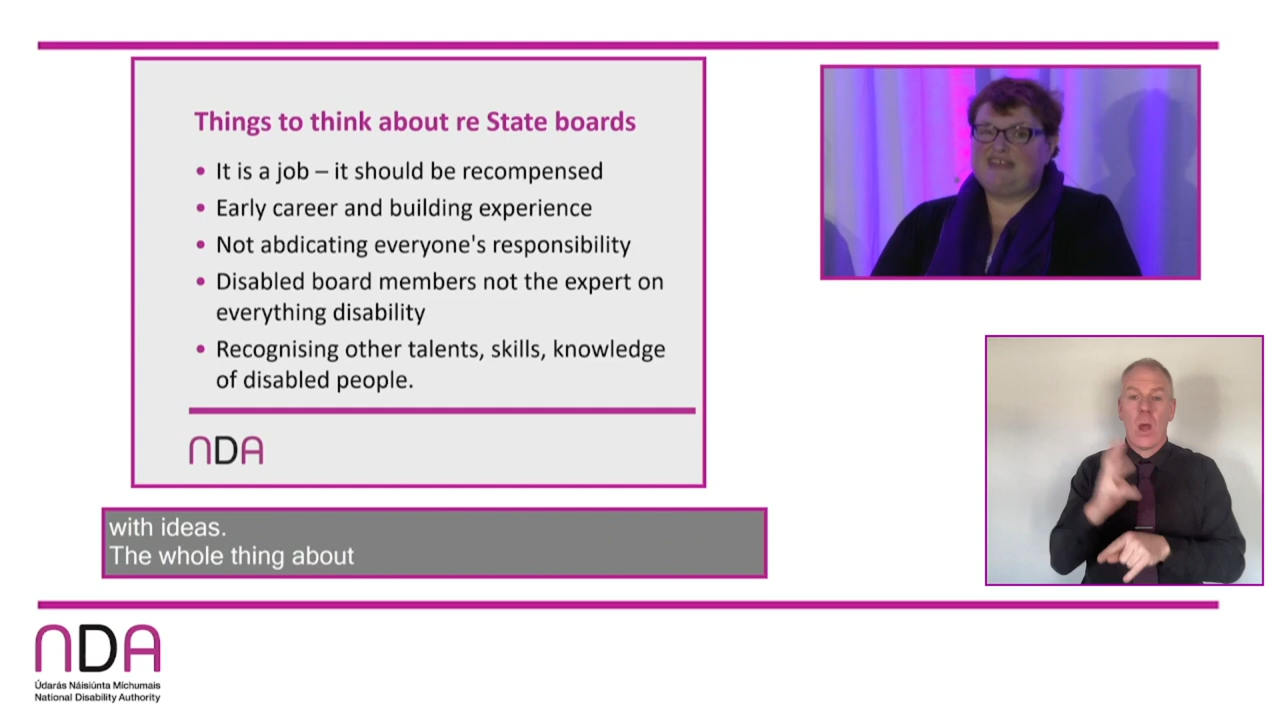 Things to think about re State boards
• It is a job – it should be recompensed
• Early career and building experience
• Not abdicating everyone's responsibility
• Disabled board members not the expert on
everything disability
• Recognising other talents, skills, knowledge
of disabled people.
NDA
with ideas.
The whole thing about
NDA
Údarás Náisiúnta Míchumais
National Disability Authority